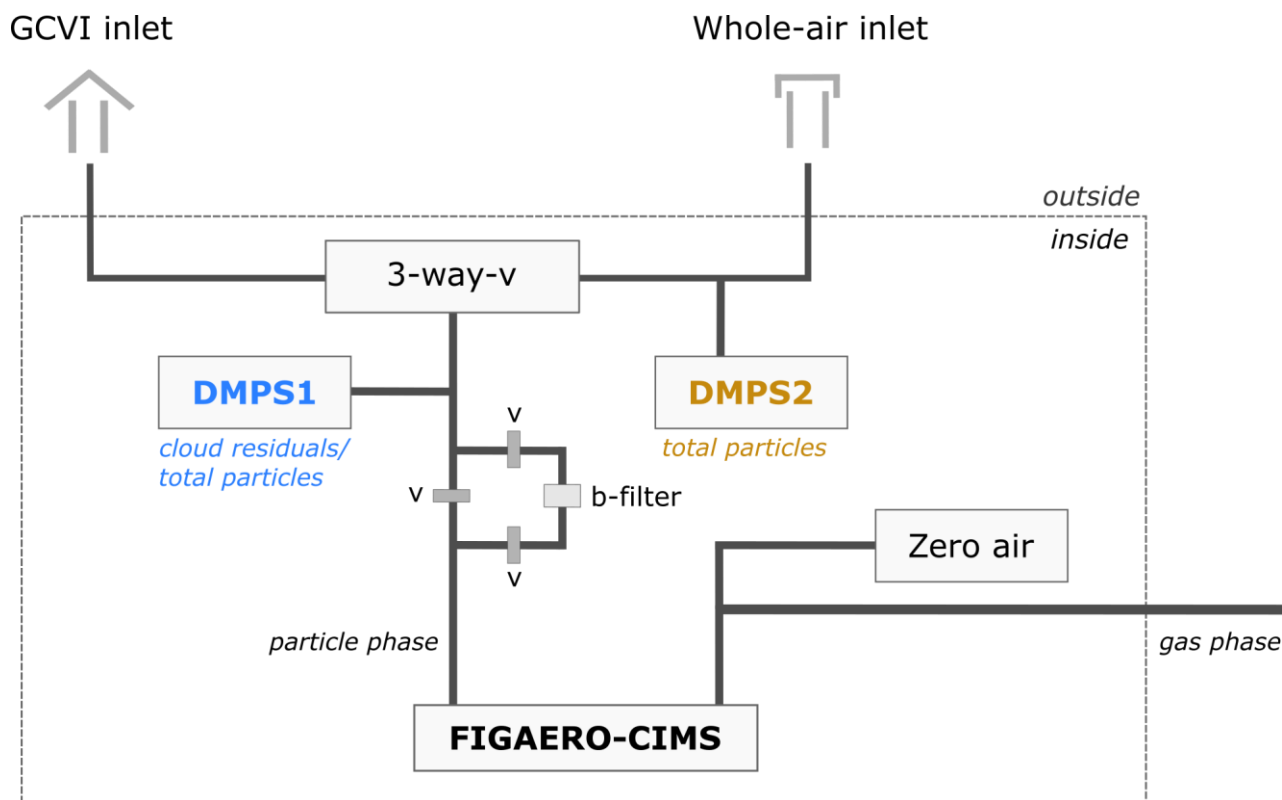 GCVI inlet
Whole-air inlet
outside
inside
3-way-v
DMPS1
DMPS2
cloud residuals/
total particles
total particles
v
v
b-filter
v
Zero air
particle phase
gas phase
FIGAERO-CIMS